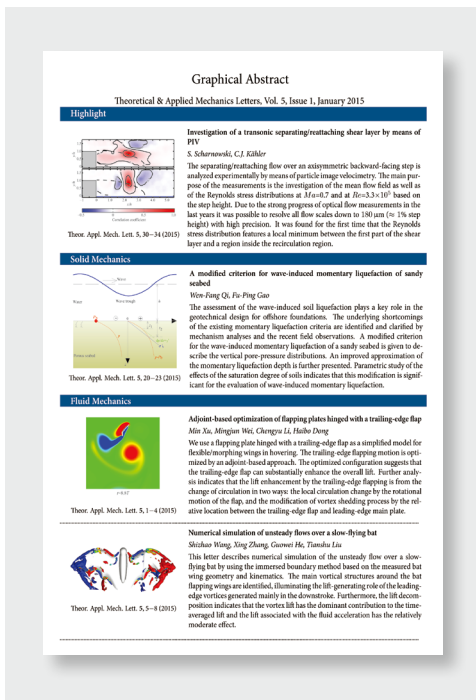 Graphical Abstract
Theoretical & Applied Mechanics Letters, Vol. 5, Issue 1, January 2015
Highlight
Investigation of a transonic separating/reattaching shear layer by means of
PIV
S. Scharnowski, C.J. Kähler
The separating/reattaching flow over an axisymmetric backward-facing step is
analyzed experimentally by means of particle image velocimetry. The main pur-
pose of the measurements is the investigation of the mean flow field as well as
of the Reynolds stress distributions at Ma=0.7 and at Re=3.3×10⁵ based on
the step height. Due to the strong progress of optical flow measurements in the
last years it was possible to resolve all flow scales down to 180 μm (≈ 1% step
height) with high precision. It was found for the first time that the Reynolds
stress distribution features a local minimum between the first part of the shear
layer and a region inside the recirculation region.
Correlation coefficient
Theor. Appl. Mech. Lett. 5, 30−34 (2015)
Solid Mechanics
A modified criterion for wave-induced momentary liquefaction of sandy
seabed
Wen-Fang Qi, Fu-Ping Gao
The assessment of the wave-induced soil liquefaction plays a key role in the
geotechnical design for offshore foundations. The underlying shortcomings
of the existing momentary liquefaction criteria are identified and clarified by
mechanism analyses and the recent field observations. A modified criterion
for the wave-induced momentary liquefaction of a sandy seabed is given to de-
scribe the vertical pore-pressure distributions. An improved approximation of
the momentary liquefaction depth is further presented. Parametric study of the
effects of the saturation degree of soils indicates that this modification is signif-
icant for the evaluation of wave-induced momentary liquefaction.
Theor. Appl. Mech. Lett. 5, 20−23 (2015)
Fluid Mechanics
Adjoint-based optimization of flapping plates hinged with a trailing-edge flap
Min Xu, Mingjun Wei, Chengyu Li, Haibo Dong
We use a flapping plate hinged with a trailing-edge flap as a simplified model for
flexible/morphing wings in hovering. The trailing-edge flapping motion is opti-
mized by an adjoint-based approach. The optimized configuration suggests that
the trailing-edge flap can substantially enhance the overall lift. Further analy-
sis indicates that the lift enhancement by the trailing-edge flapping is from the
change of circulation in two ways: the local circulation change by the rotational
motion of the flap, and the modification of vortex shedding process by the rel-
ative location between the trailing-edge flap and leading-edge main plate.
Theor. Appl. Mech. Lett. 5, 1−4 (2015)
Numerical simulation of unsteady flows over a slow-flying bat
Shizhao Wang, Xing Zhang, Guowei He, Tianshu Liu
This letter describes numerical simulation of the unsteady flow over a slow-
flying bat by using the immersed boundary method based on the measured bat
wing geometry and kinematics. The main vortical structures around the bat
flapping wings are identified, illuminating the lift-generating role of the leading-
edge vortices generated mainly in the downstroke. Furthermore, the lift decom-
position indicates that the vortex lift has the dominant contribution to the time-
averaged lift and the lift associated with the fluid acceleration has the relatively
moderate effect.
Theor. Appl. Mech. Lett. 5, 5−8 (2015)